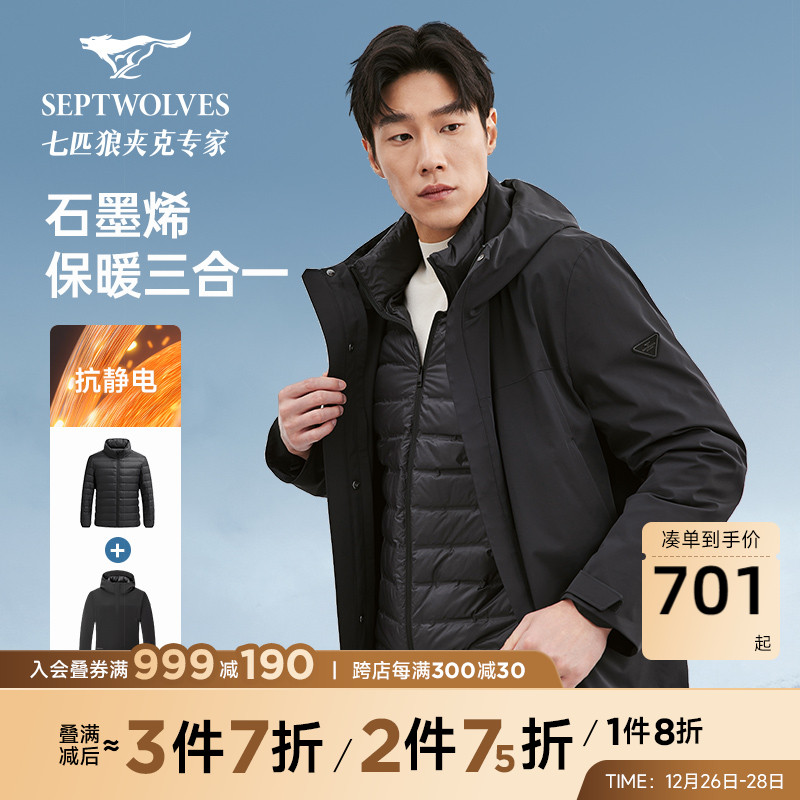 SEPTWOLVES
七匹狼夹克专家
石墨烯
保暖三合一
抗静电
凑单到手价
701
起
入会叠券满999减190 | 跨店每满300减30
叠满减后≈3件7折/2件75折/1件8折
TIME：12月26日-28日